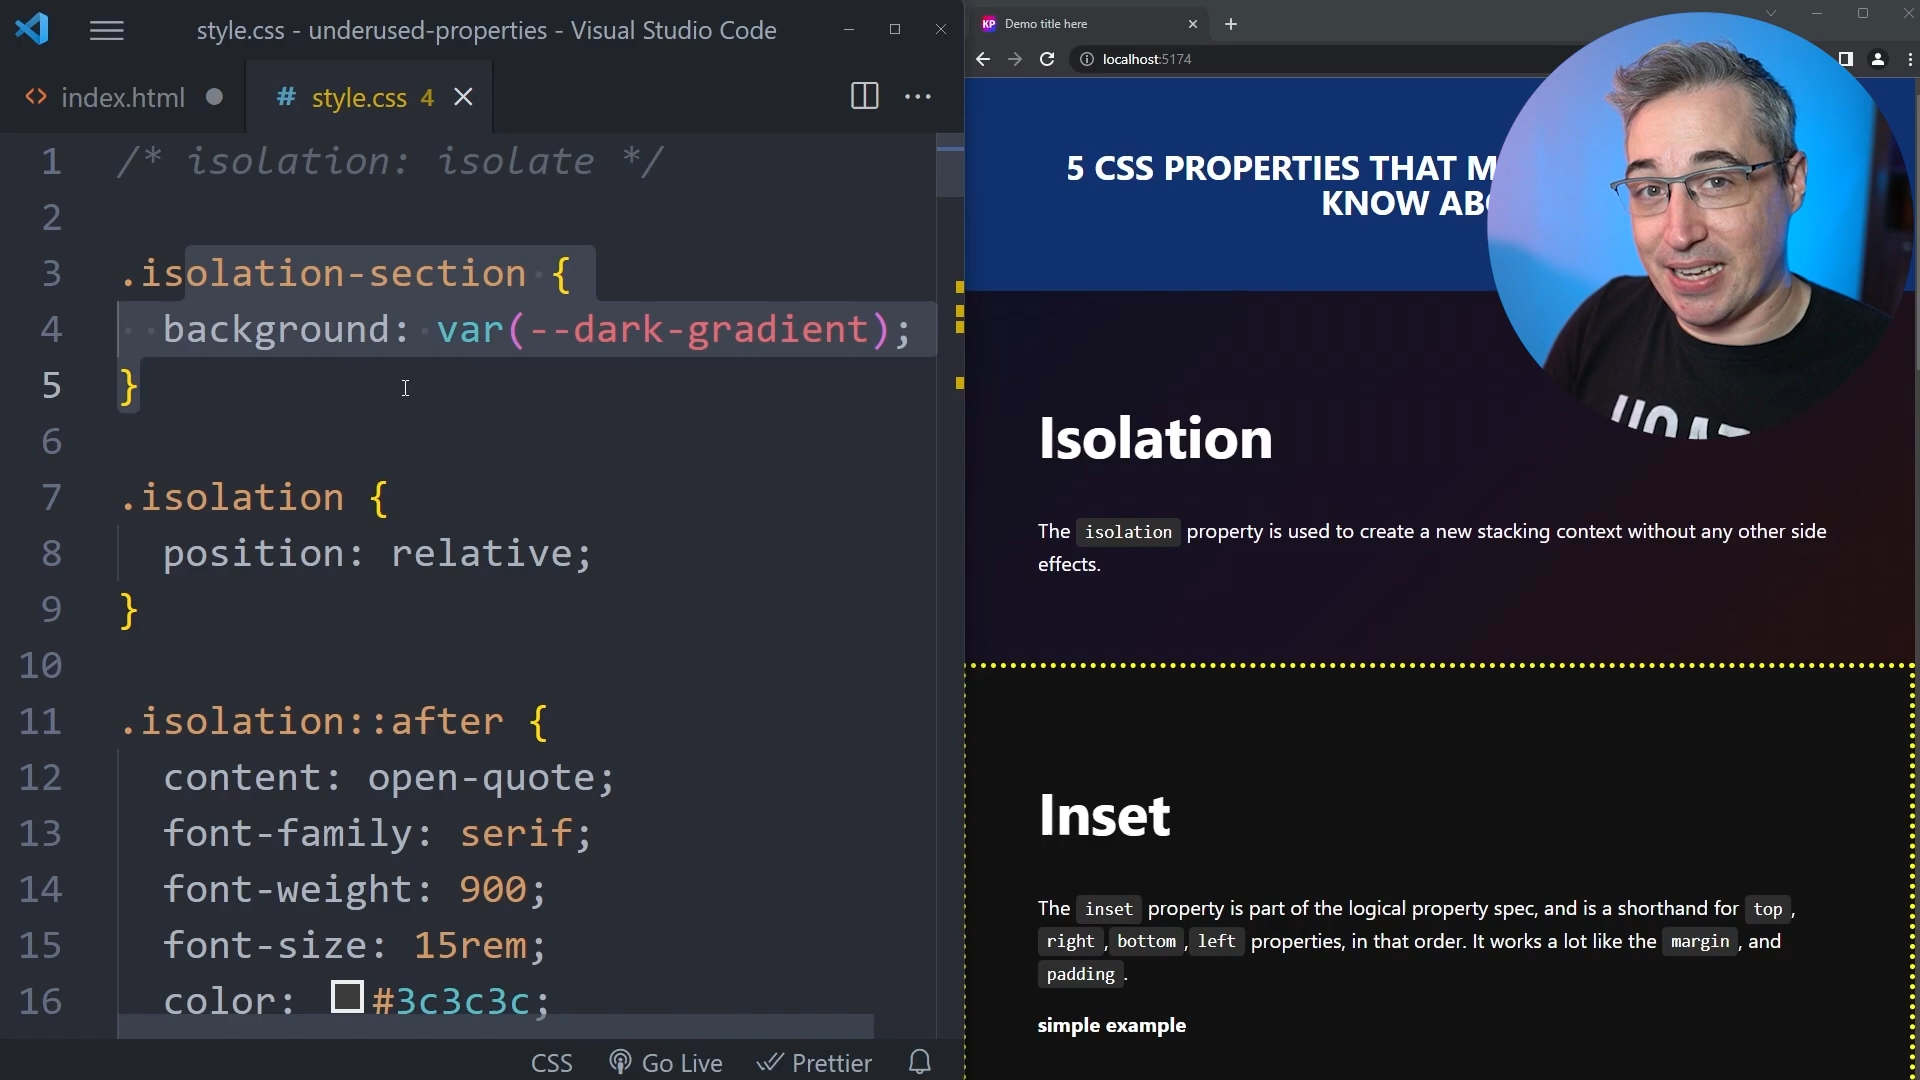 style.css - underused-properties - Visual Studio Code
index.html
# style.css 4
1 /* isolation: isolate */
2
3 .isolation-section {
4 background: var(--dark-gradient);
5 }
6
7 .isolation {
8 position: relative;
9 }
10
11 .isolation::after {
12 content: open-quote;
13 font-family: serif;
14 font-weight: 900;
15 font-size: 15rem;
16 color: #3c3c3c;
CSS Go Live Prettier
KP Demo title here
localhost:5174
5 CSS PROPERTIES THAT M
KNOW AB
Isolation
The isolation property is used to create a new stacking context without any other side
effects.
Inset
The inset property is part of the logical property spec, and is a shorthand for top,
right, bottom, left properties, in that order. It works a lot like the margin, and
padding.
simple example